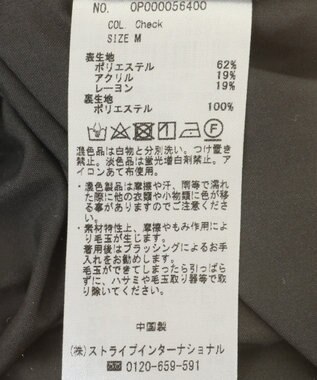 NO. OP000056400
COL. Check
SIZE M
表生地
ポリエステル 62%
アクリル 19%
レーヨン 19%
裏生地
ポリエステル 100%
濃色品は白物と分別洗い。つけ置き
禁止。淡色品は蛍光増白剤禁止。ア
イロンあて布使用。
・濃色製品は摩擦や汗、雨等で濡れ
た際に他の衣類や小物類に色が移
る事がありますのでご注意くださ
い。
・素材特性上、摩擦やもみ作用によ
り毛玉が生じます。
着用後はブラッシングによるお手
入れをお勧めします。
毛玉ができてしまったら引っぱら
ずに、ハサミや毛玉取り器等で取
り除いてください。
中国製
(株)ストライプインターナショナル
0120-659-591